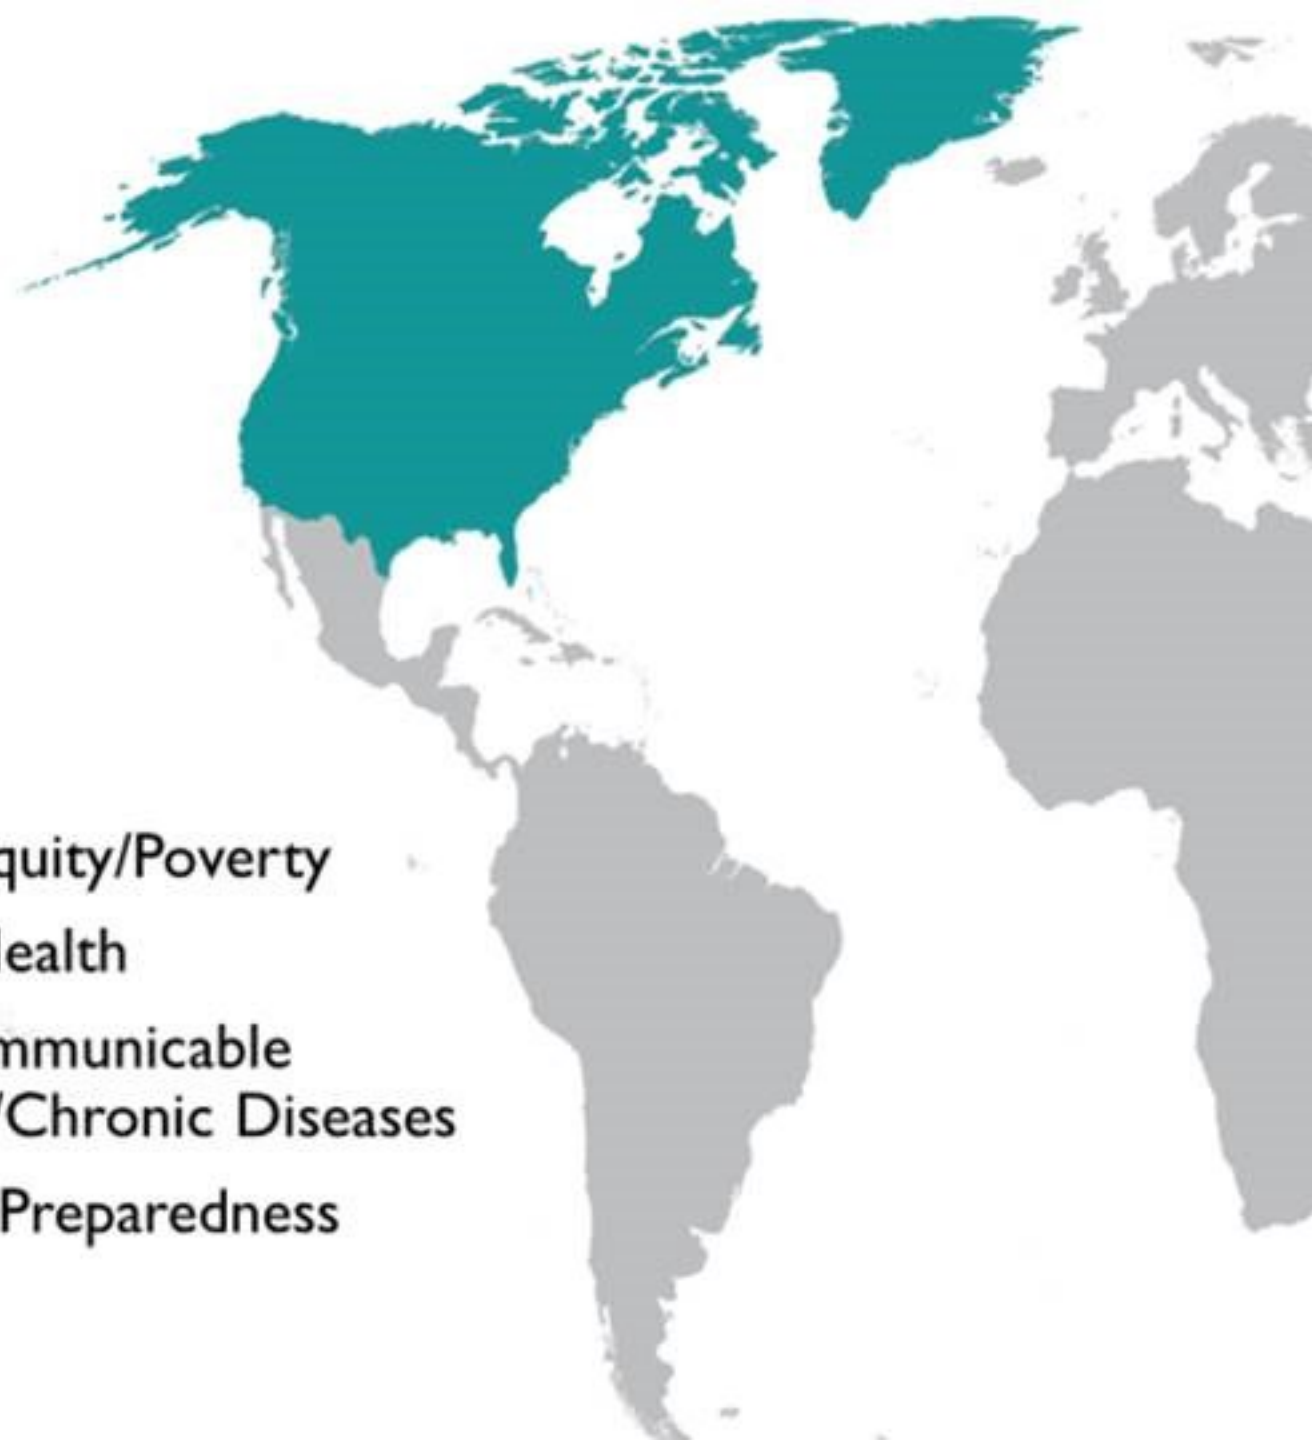 quity/Poverty
ealth
mmunicable
/Chronic Diseases
Preparedness